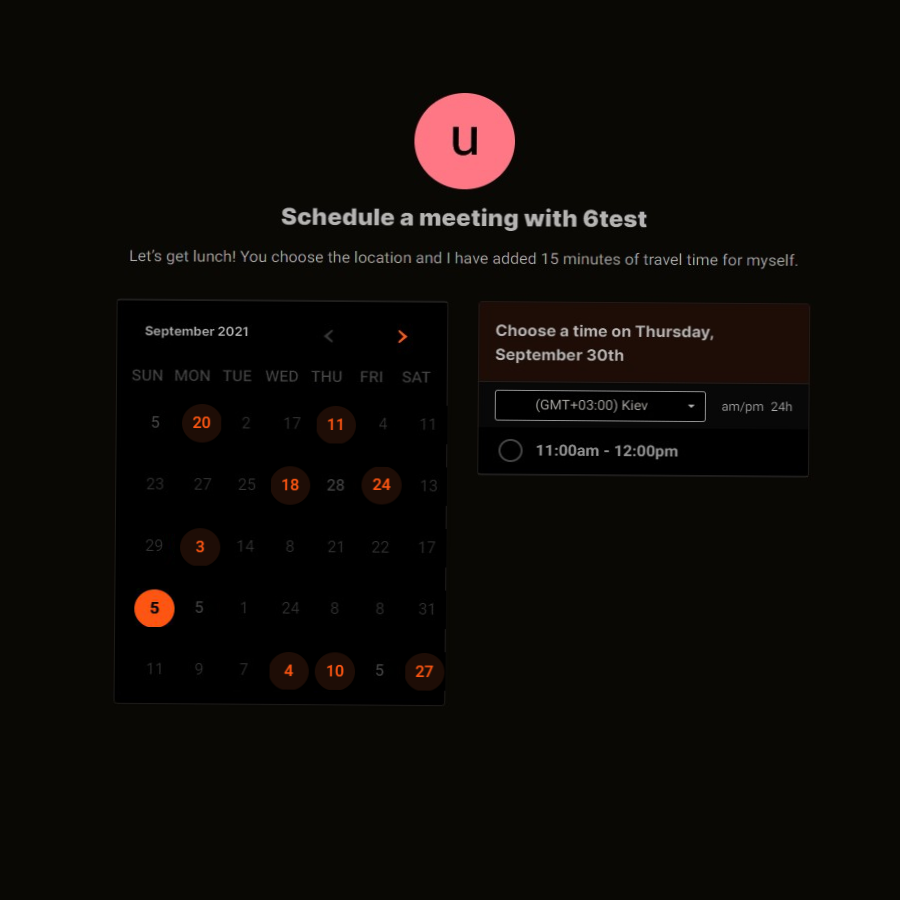 u
Schedule a meeting with 6test
Let's get lunch! You choose the location and I have added 15 minutes of travel time for myself.
September 2021
SUN MON TUE WED THU FRI SAT
5 20 2 17 11 4 11
23 27 25 18 28 24 13
29 3 14 8 21 22 17
5 5 1 24 8 8 31
11 9 7 4 10 5 27
Choose a time on Thursday,
September 30th
(GMT+03:00) Kiev am/pm 24h
11:00am - 12:00pm